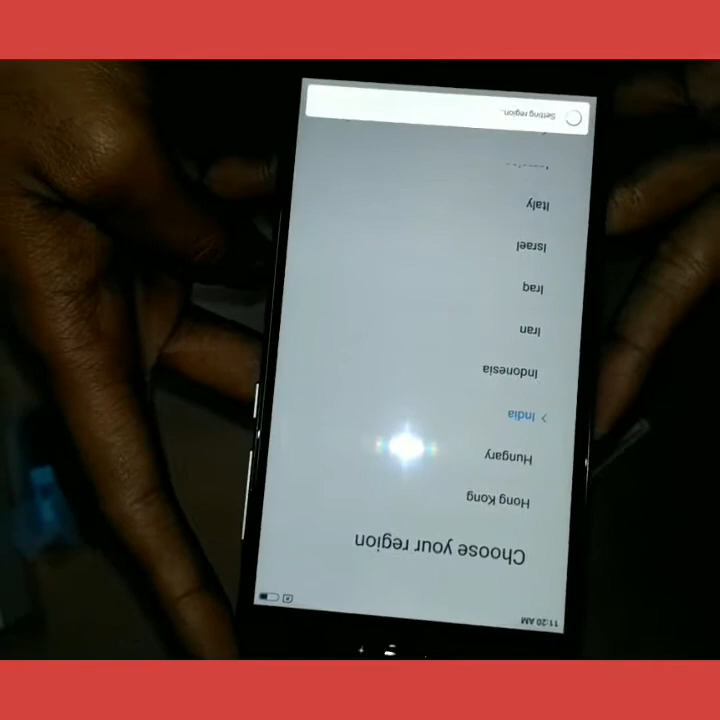 11:20 AM
Choose your region
Hong Kong
Hungary
India
Indonesia
Iran
Iraq
Israel
Italy
Setting region...